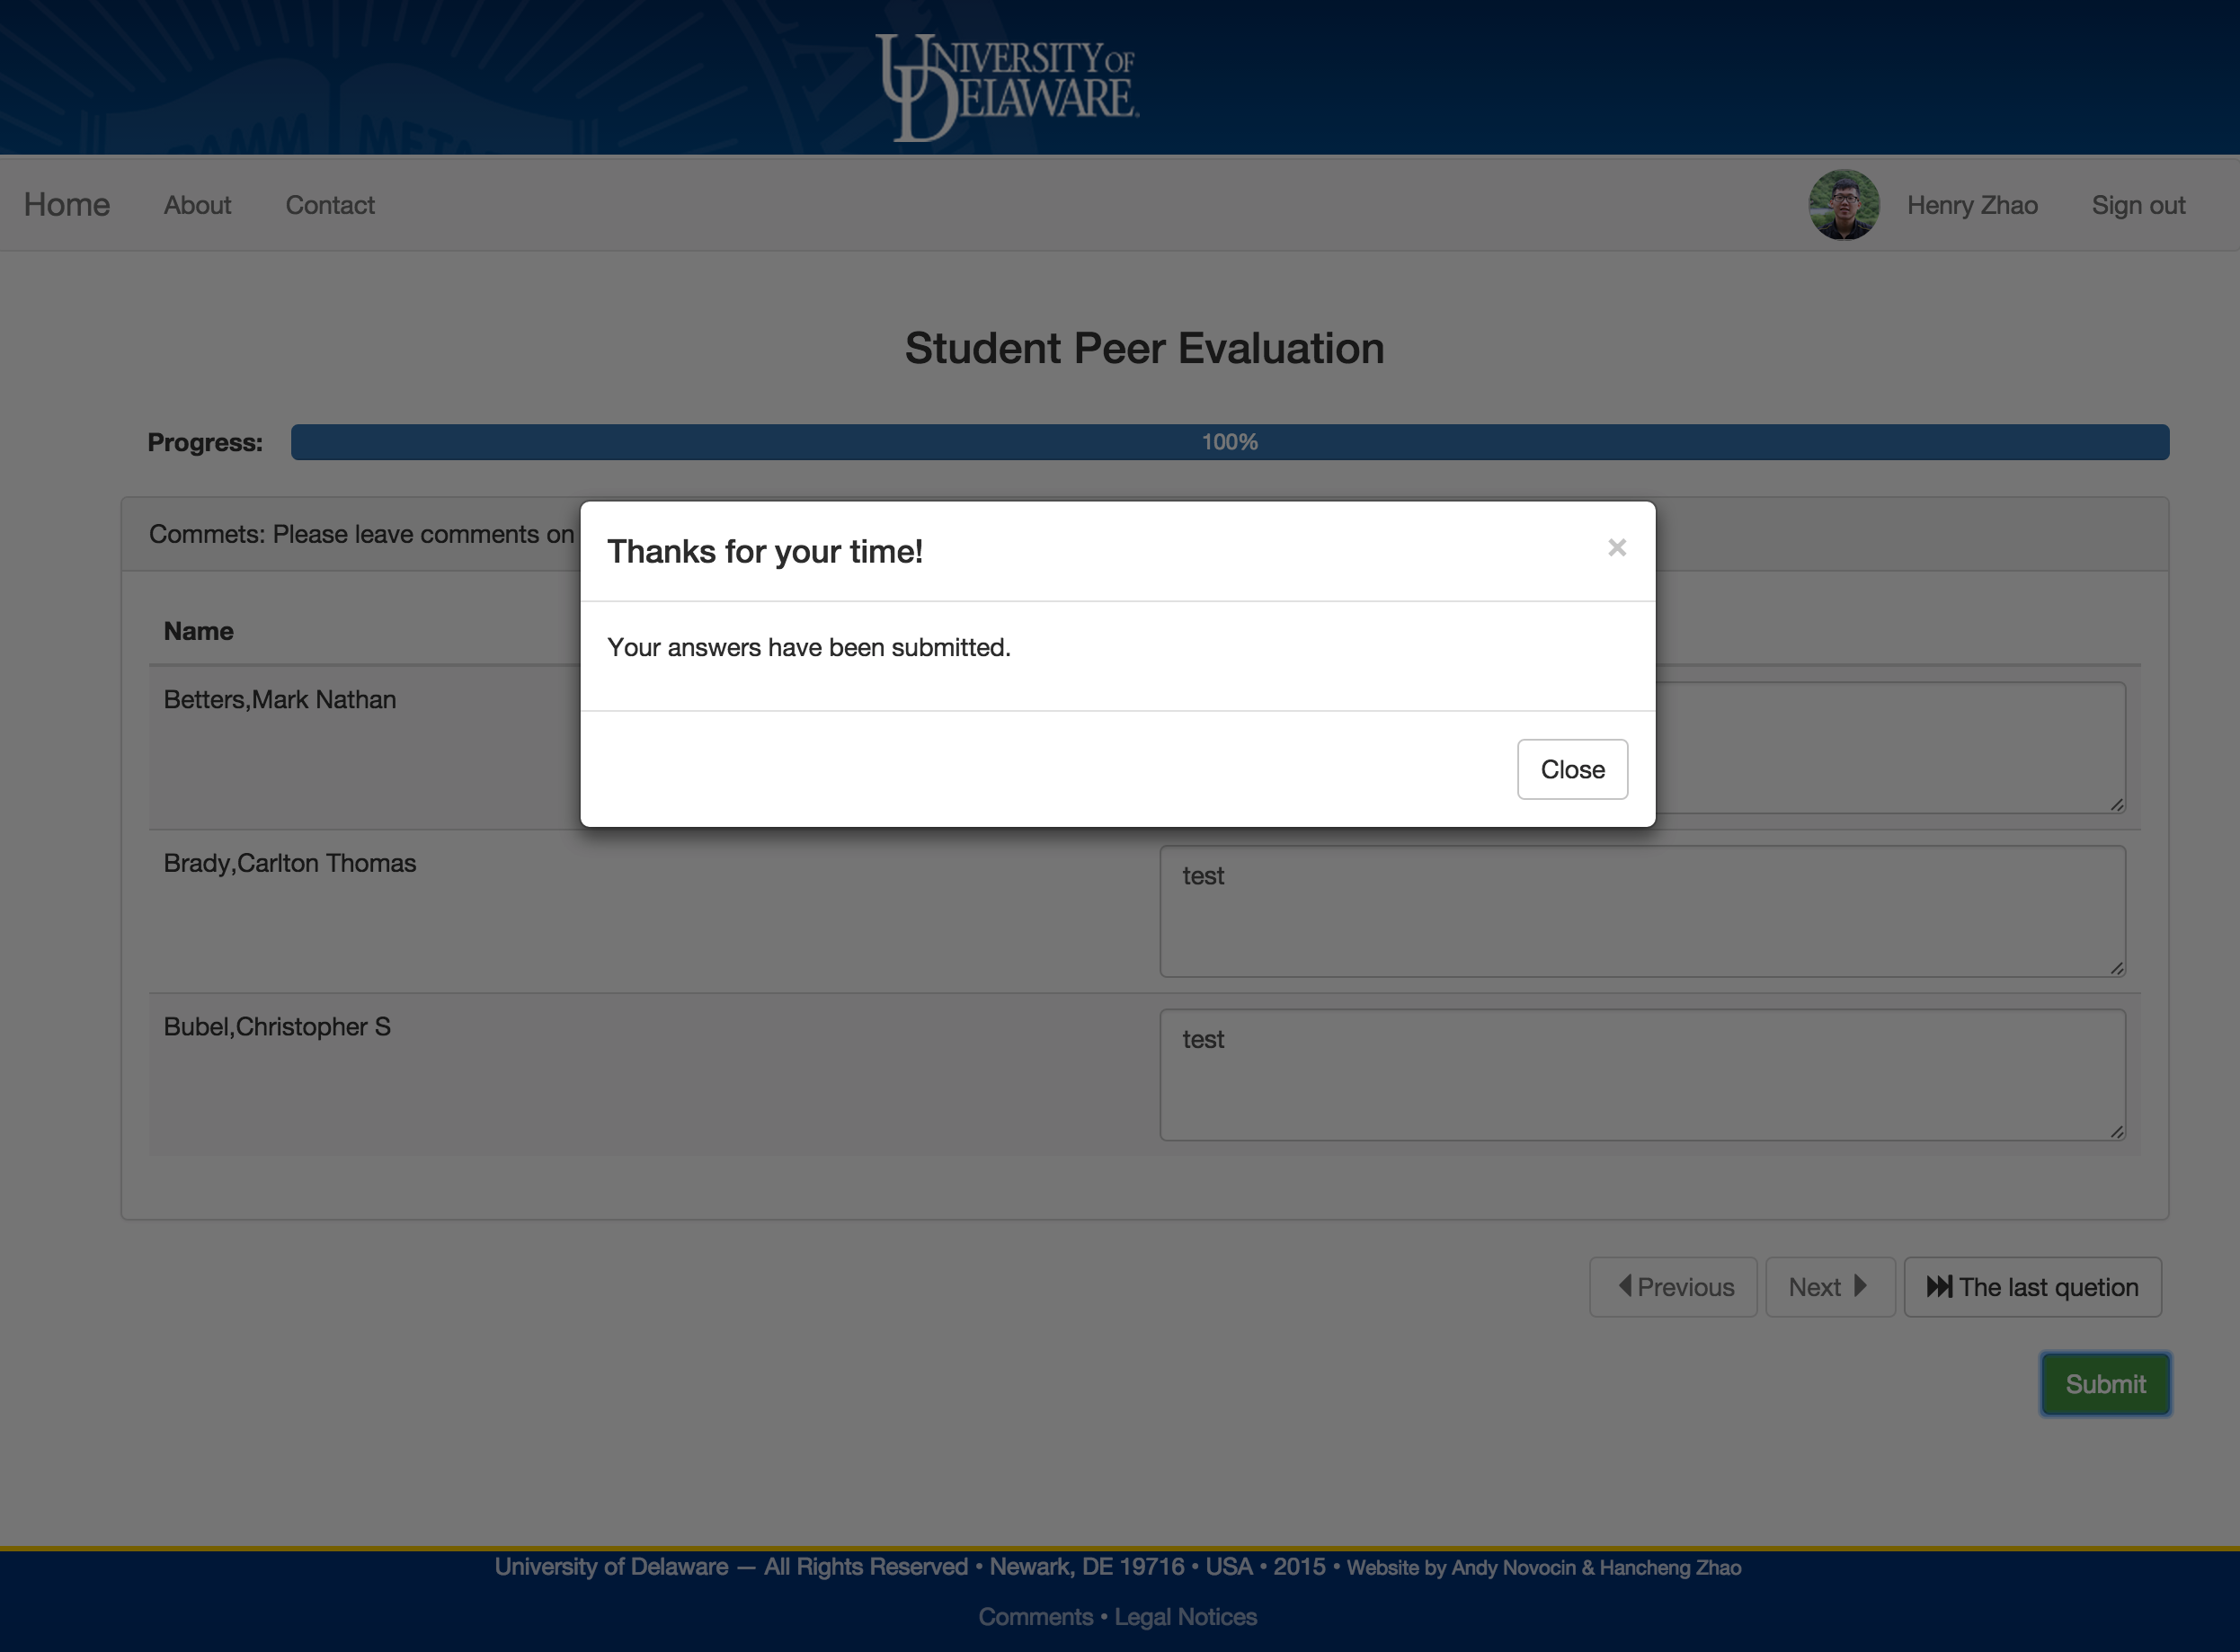 UNIVERSITY OF
DELAWARE
Home About Contact Henry Zhao Sign out
Student Peer Evaluation
Progress: 100%
Commets: Please leave comments on
Thanks for your time! ×
Your answers have been submitted.
Close
Name
Betters,Mark Nathan
Brady,Carlton Thomas test
Bubel,Christopher S test
Previous Next The last quetion
Submit
University of Delaware — All Rights Reserved • Newark, DE 19716 • USA • 2015 • Website by Andy Novocin & Hancheng Zhao
Comments • Legal Notices